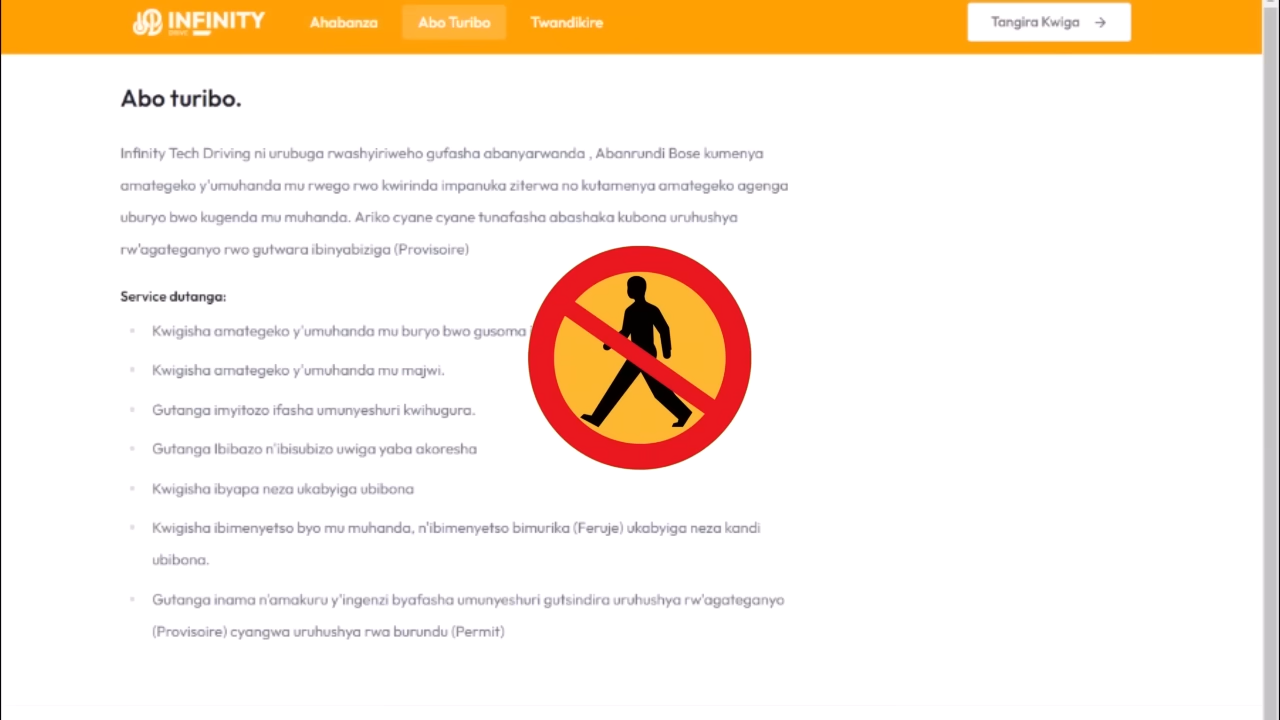 INFINITY
Ahabanza
Abo Turibo
Twandikire
Tangira Kwiga
Abo turibo.
Infinity Tech Driving ni urubuga rwashyiriweho gufasha abanyarwanda , Abanrundi Bose kumenya
amategeko y'umuhanda mu rwego rwo kwirinda impanuka ziterwa no kutamenya amategeko agenga
uburyo bwo kugenda mu muhanda. Ariko cyane cyane tunafasha abashaka kubona uruhushya
rw'agateganyo rwo gutwara ibinyabiziga (Provisoire)
Service dutanga:
Kwigisha amategeko y'umuhanda mu buryo bwo gusoma
Kwigisha amategeko y'umuhanda mu majwi.
Gutanga imyitozo ifasha umunyeshuri kwihugura.
Gutanga Ibibazo n'ibisubizo uwiga yaba akoresha
Kwigisha ibyapa neza ukabyiga ubibona
Kwigisha ibimenyetso byo mu muhanda, n'ibimenyetso bimurika (Feruje) ukabyiga neza kandi
ubibona.
Gutanga inama n'amakuru y'ingenzi byafasha umunyeshuri gutsindira uruhushya rw'agateganyo
(Provisoire) cyangwa uruhushya rwa burundu (Permit)